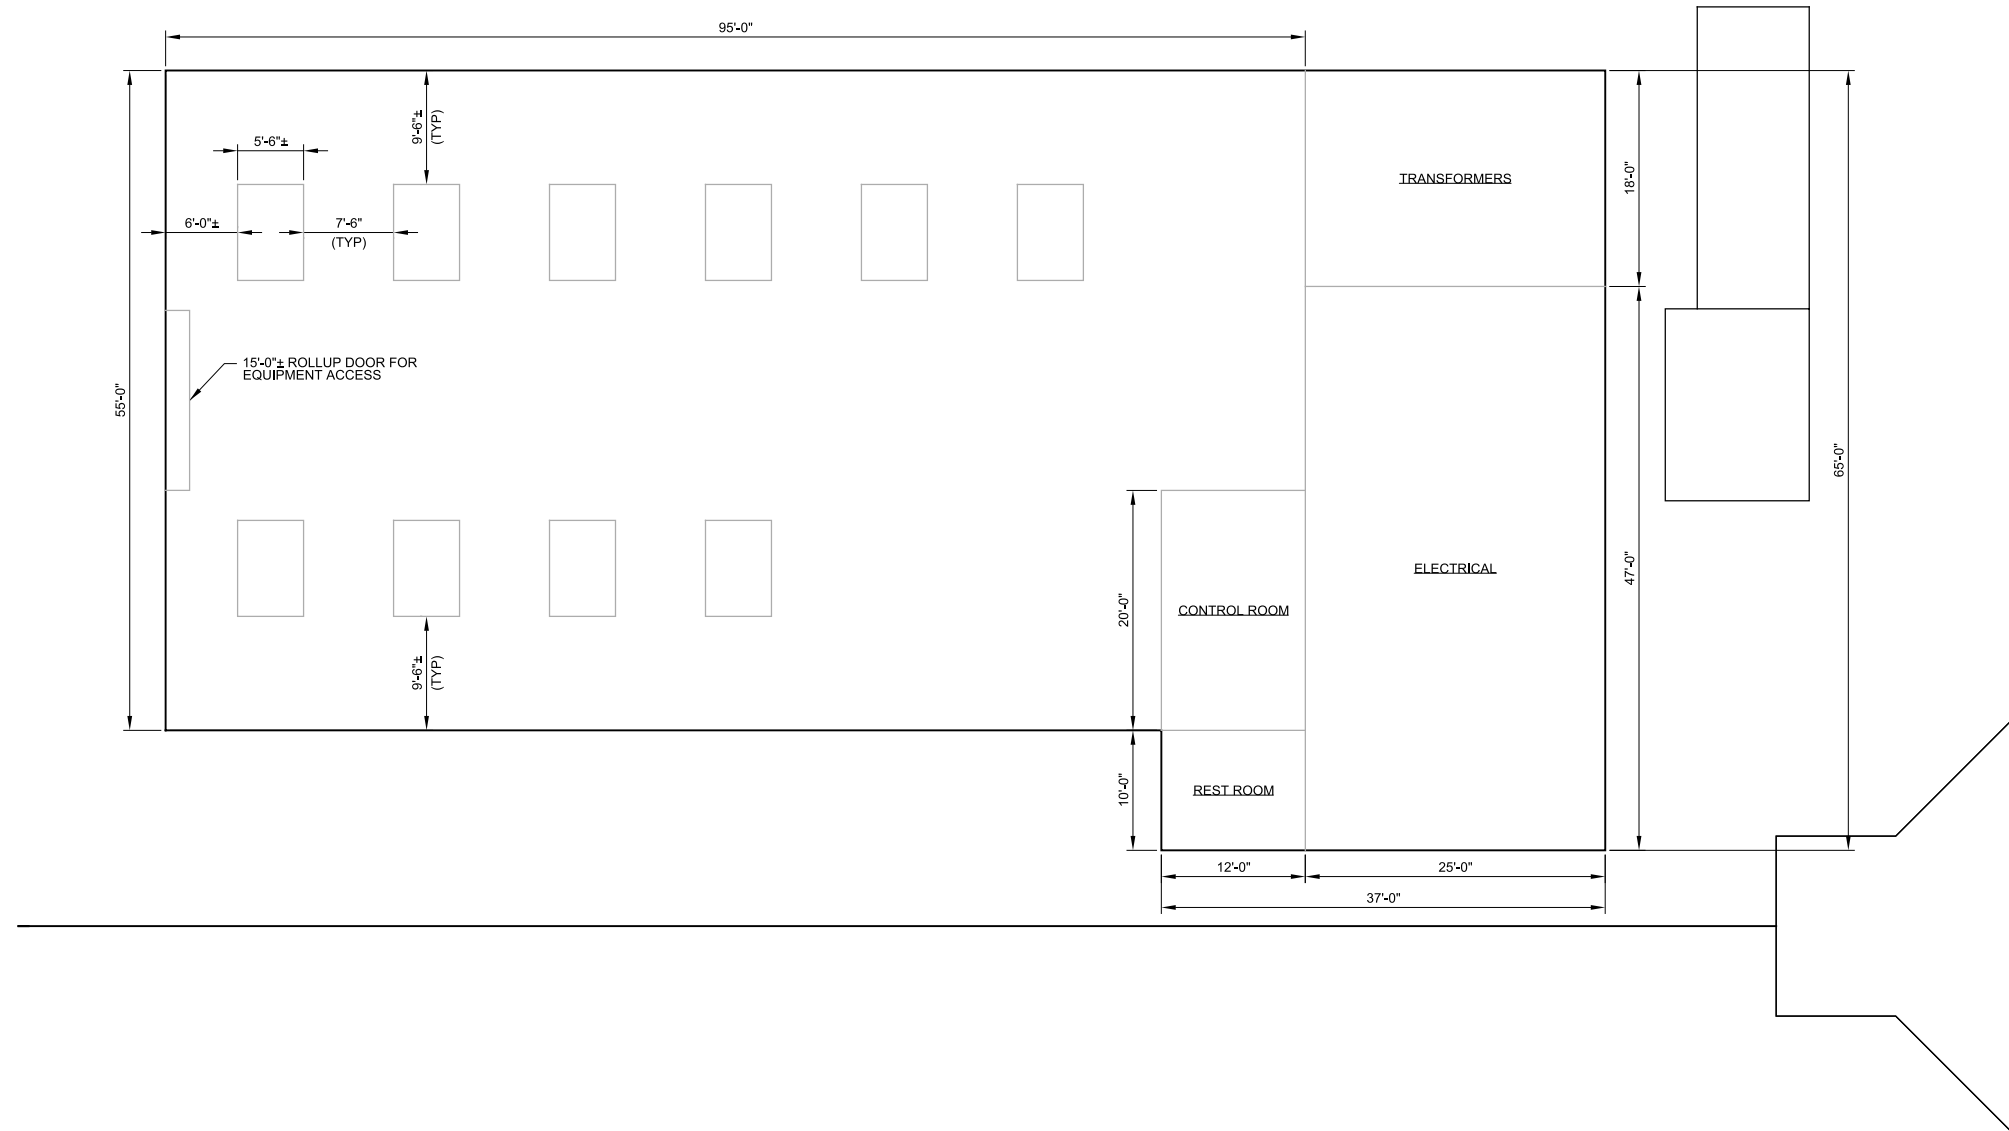 95'-0"
9'-6"±
(TYP)
5'-6"±
TRANSFORMERS
18'-0"
6'-0"±
7'-6"
(TYP)
15'-0"± ROLLUP DOOR FOR
EQUIPMENT ACCESS
55'-0"
65'-0"
ELECTRICAL
47'-0"
20'-0"
CONTROL ROOM
9'-6"±
(TYP)
10'-0"
REST ROOM
12'-0"
25'-0"
37'-0"